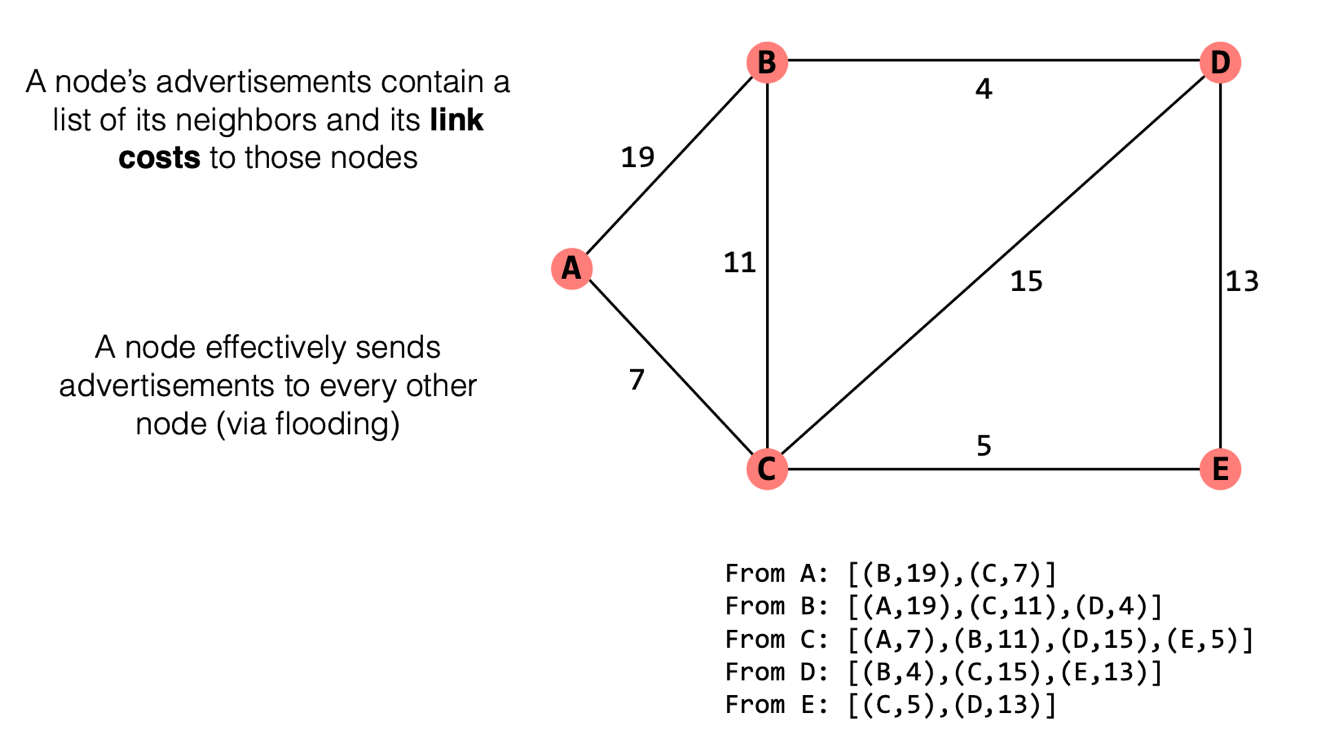 A node’s advertisements contain a
list of its neighbors and its link
costs to those nodes
A node effectively sends
advertisements to every other
node (via flooding)
B
D
4
19
11
A
15
13
7
5
C
E
From A: [(B,19),(C,7)]
From B: [(A,19),(C,11),(D,4)]
From C: [(A,7),(B,11),(D,15),(E,5)]
From D: [(B,4),(C,15),(E,13)]
From E: [(C,5),(D,13)]